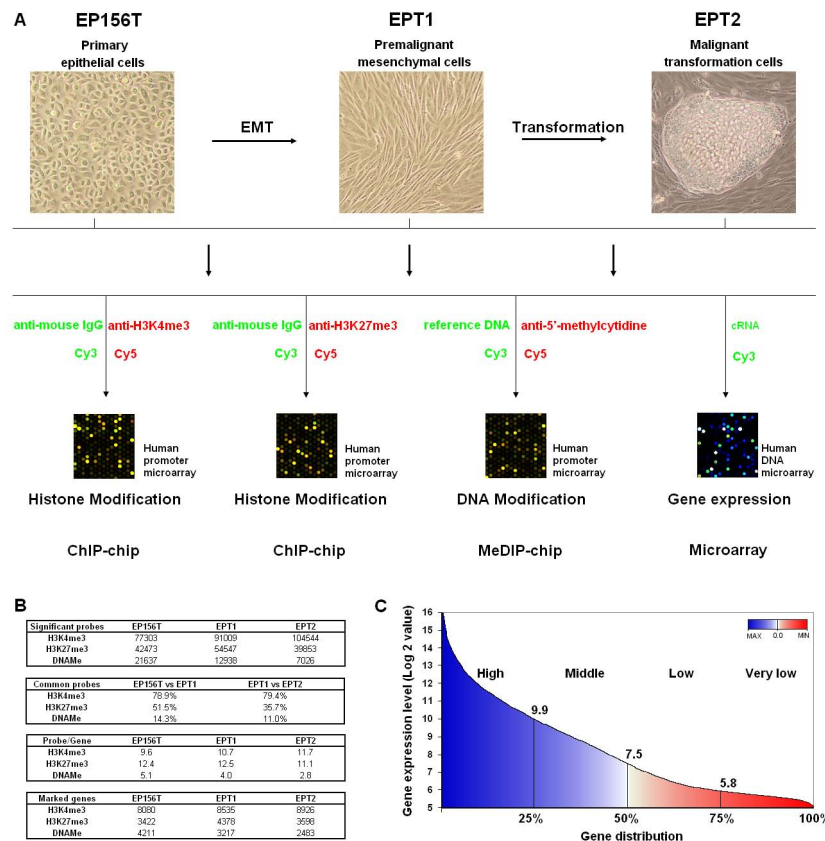 A
EP156T EPT1 EPT2
Primary epithelial cells
Premalignant mesenchymal cells
Malignant transformation cells
EMT
Transformation
anti-mouse IgG anti-H3K4me3
Cy3 Cy5
anti-mouse IgG anti-H3K27me3
Cy3 Cy5
reference DNA anti-5'-methylcytidine
Cy3 Cy5
cRNA
Cy3
Human promoter microarray
Human promoter microarray
Human promoter microarray
Human DNA microarray
Histone Modification Histone Modification DNA Modification Gene expression
ChIP-chip ChIP-chip MeDIP-chip Microarray
B
Significant probes EP156T EPT1 EPT2
H3K4me3 77303 91009 104544
H3K27me3 42473 54547 39853
DNAMe 21637 12938 7026
Common probes EP156T vs EPT1 EPT1 vs EPT2
H3K4me3 78.9% 79.4%
H3K27me3 51.5% 35.7%
DNAMe 14.3% 11.0%
Probe/Gene EP156T EPT1 EPT2
H3K4me3 9.6 10.7 11.7
H3K27me3 12.4 12.5 11.1
DNAMe 5.1 4.0 2.8
Marked genes EP156T EPT1 EPT2
H3K4me3 8080 8535 8926
H3K27me3 3422 4378 3598
DNAMe 4211 3217 2483
C
Gene expression level (Log 2 value)
16
15
14
13
12
11
10
9
8
7
6
5
MAX 0.0 MIN
High Middle Low Very low
9.9
7.5
5.8
25% 50% 75% 100%
Gene distribution